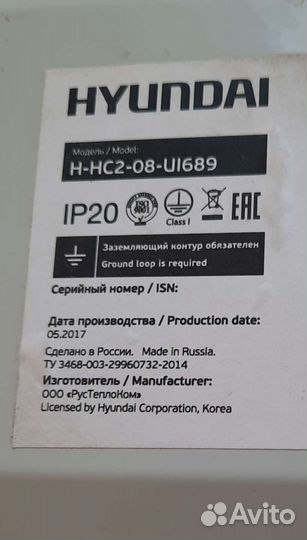 HYUNDAI
Модель / Model:
H-HC2-08-UI689
IP20
ISO 9001
Class I
EAC
Заземляющий контур обязателен
Ground loop is required
Серийный номер / ISN:
Дата производства / Production date:
05.2017
Сделано в России. Made in Russia.
ТУ 3468-003-29960732-2014
Изготовитель / Manufacturer:
ООО «РусТеплоКом»
Licensed by Hyundai Corporation, Korea
Avito